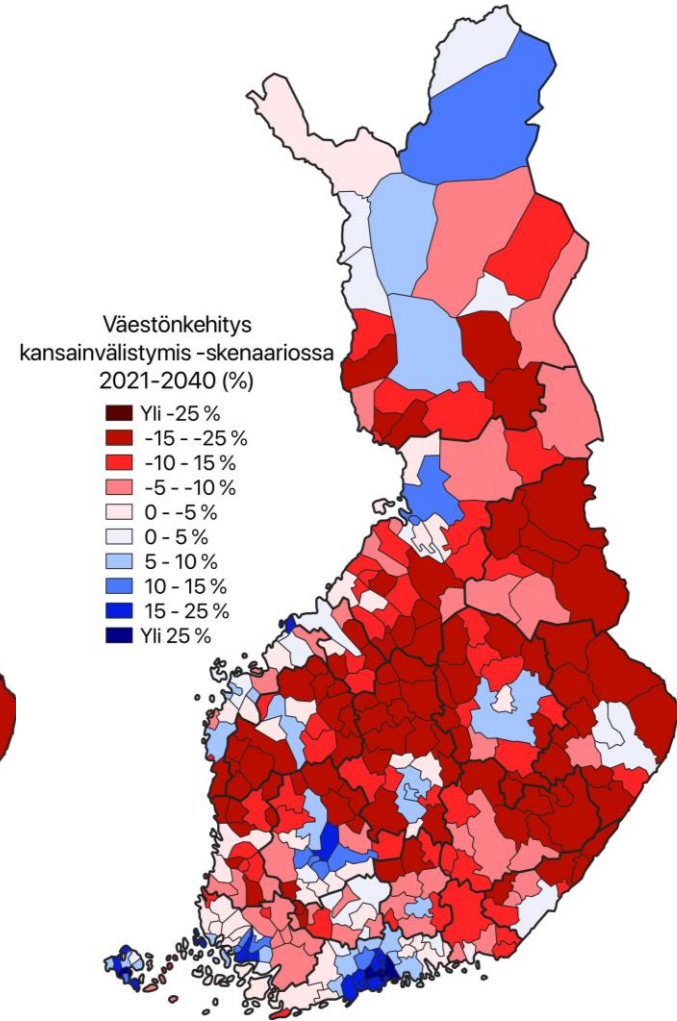 Väestönkehitys
kansainvälistymis -skenaariossa
2021-2040 (%)
Yli -25 %
-15 - -25 %
-10 - 15 %
-5 - -10 %
0 - -5 %
0 - 5 %
5 - 10 %
10 - 15 %
15 - 25 %
Yli 25 %